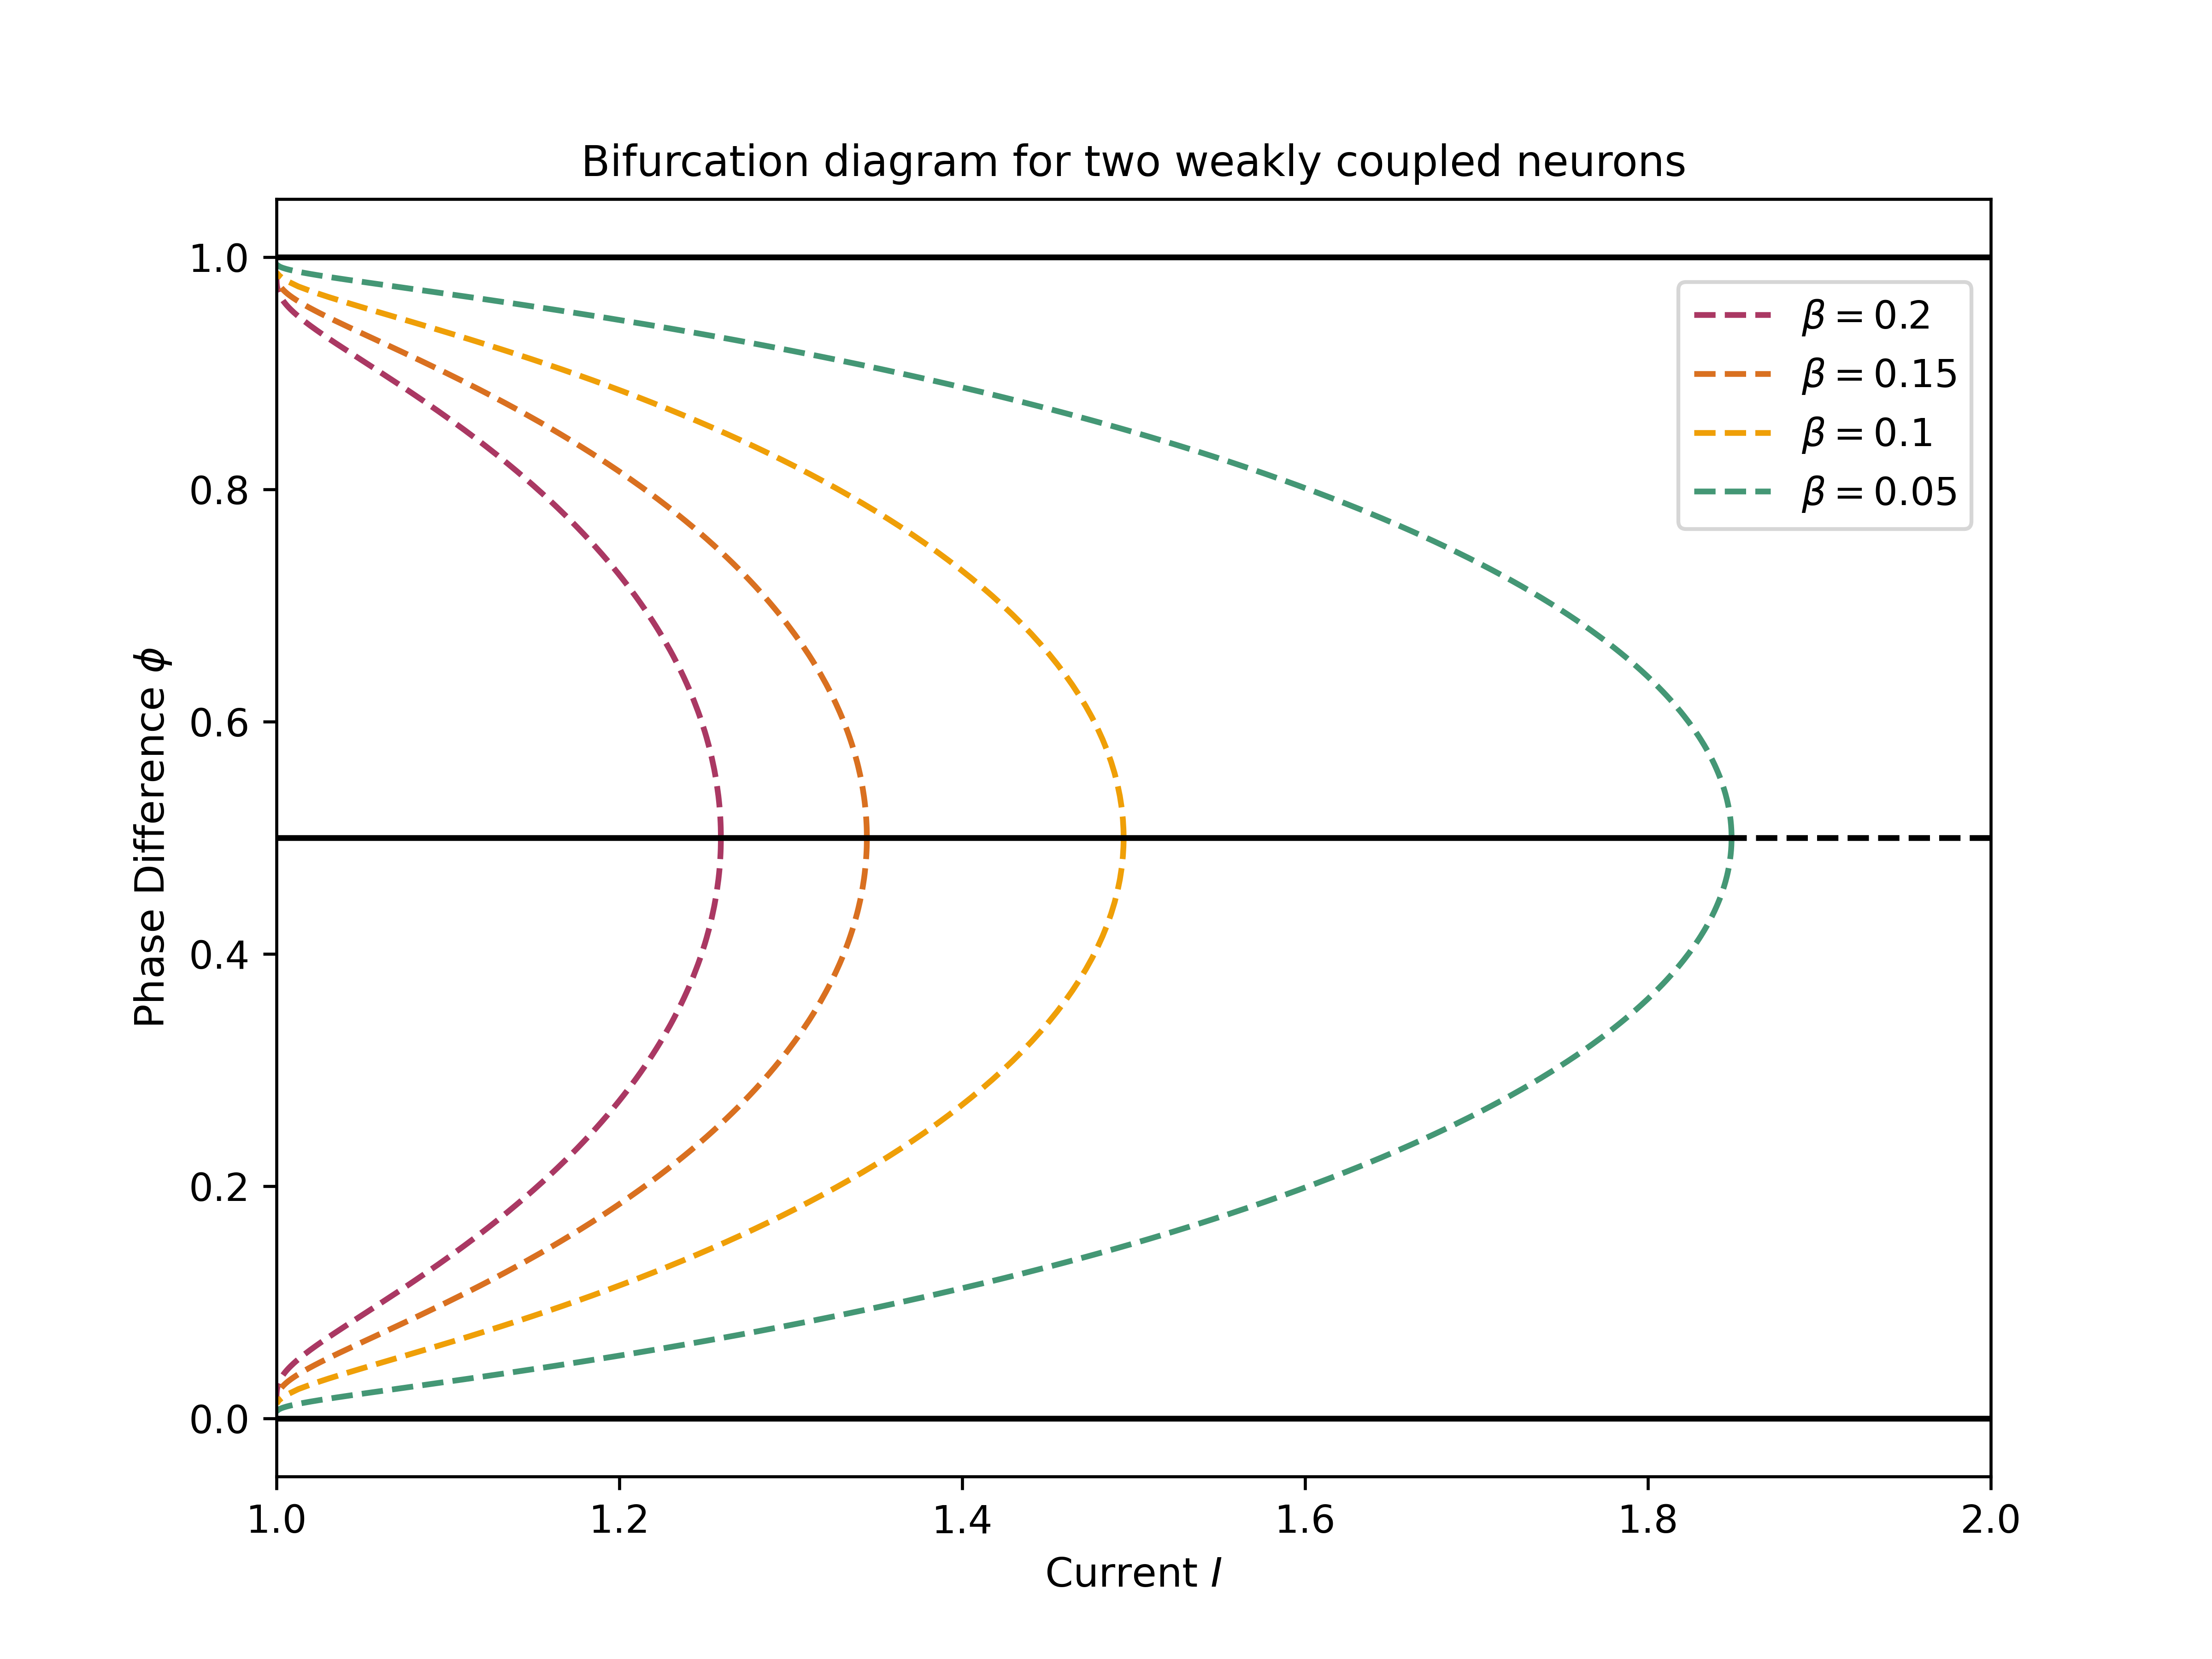 Bifurcation diagram for two weakly coupled neurons
1.0
0.8
0.6
0.4
0.2
0.0
Phase Difference ϕ
β = 0.2
β = 0.15
β = 0.1
β = 0.05
1.0 1.2 1.4 1.6 1.8 2.0
Current I